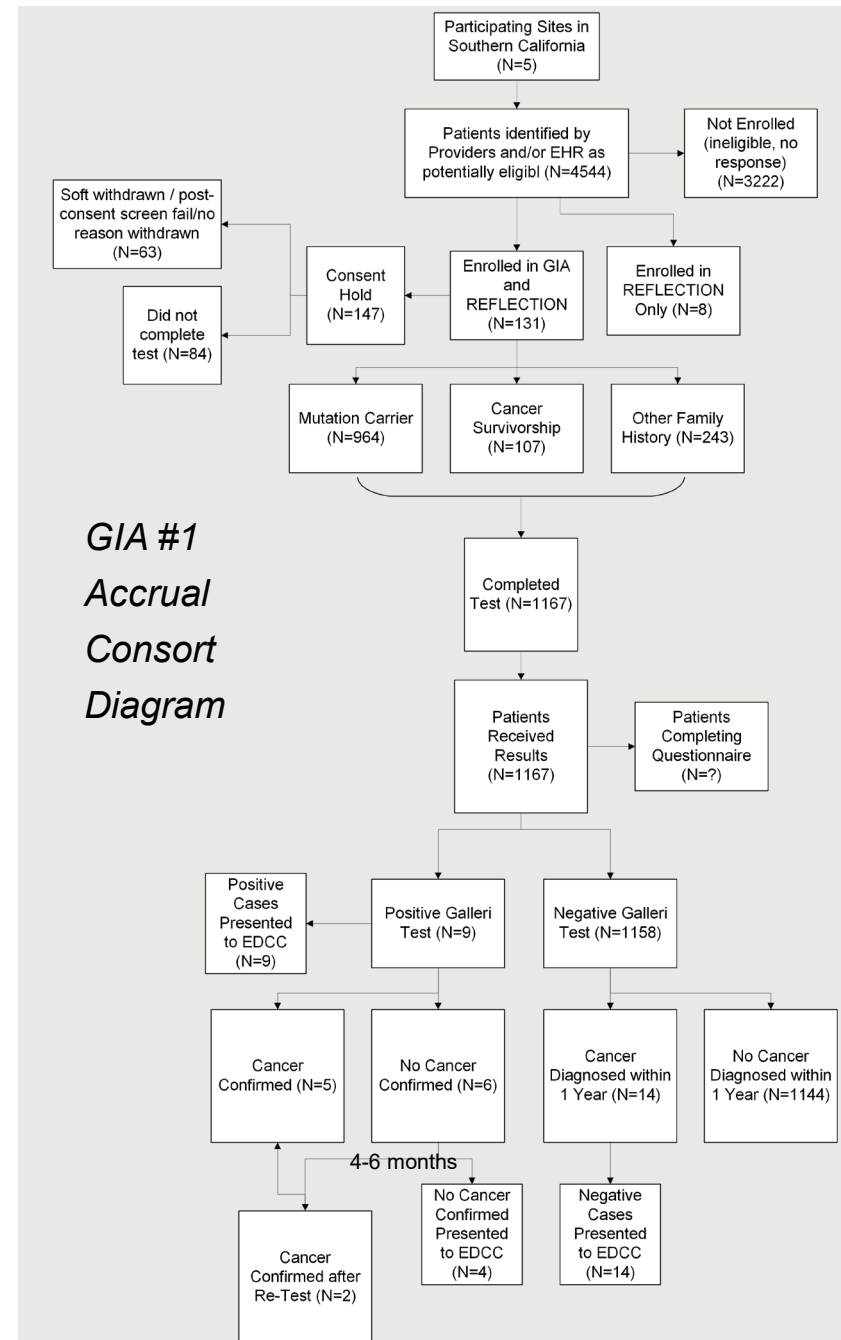 Participating Sites in
Southern California
(N=5)
Patients identified by
Providers and/or EHR as
potentially eligibl (N=4544)
Not Enrolled
(ineligible, no
response)
(N=3222)
Soft withdrawn / post-
consent screen fail/no
reason withdrawn
(N=63)
Did not
complete
test (N=84)
Consent
Hold
(N=147)
Enrolled in GIA
and
REFLECTION
(N=131)
Enrolled in
REFLECTION
Only (N=8)
Mutation Carrier
(N=964)
Cancer
Survivorship
(N=107)
Other Family
History (N=243)
GIA #1
Accrual
Consort
Diagram
Completed
Test (N=1167)
Patients
Received
Results
(N=1167)
Patients
Completing
Questionnaire
(N=?)
Positive
Cases
Presented
to EDCC
(N=9)
Positive Galleri
Test (N=9)
Negative Galleri
Test (N=1158)
Cancer
Confirmed (N=5)
No Cancer
Confirmed (N=6)
Cancer
Diagnosed within
1 Year (N=14)
No Cancer
Diagnosed within
1 Year (N=1144)
4-6 months
Cancer
Confirmed after
Re-Test (N=2)
No Cancer
Confirmed
Presented
to EDCC
(N=4)
Negative
Cases
Presented
to EDCC
(N=14)